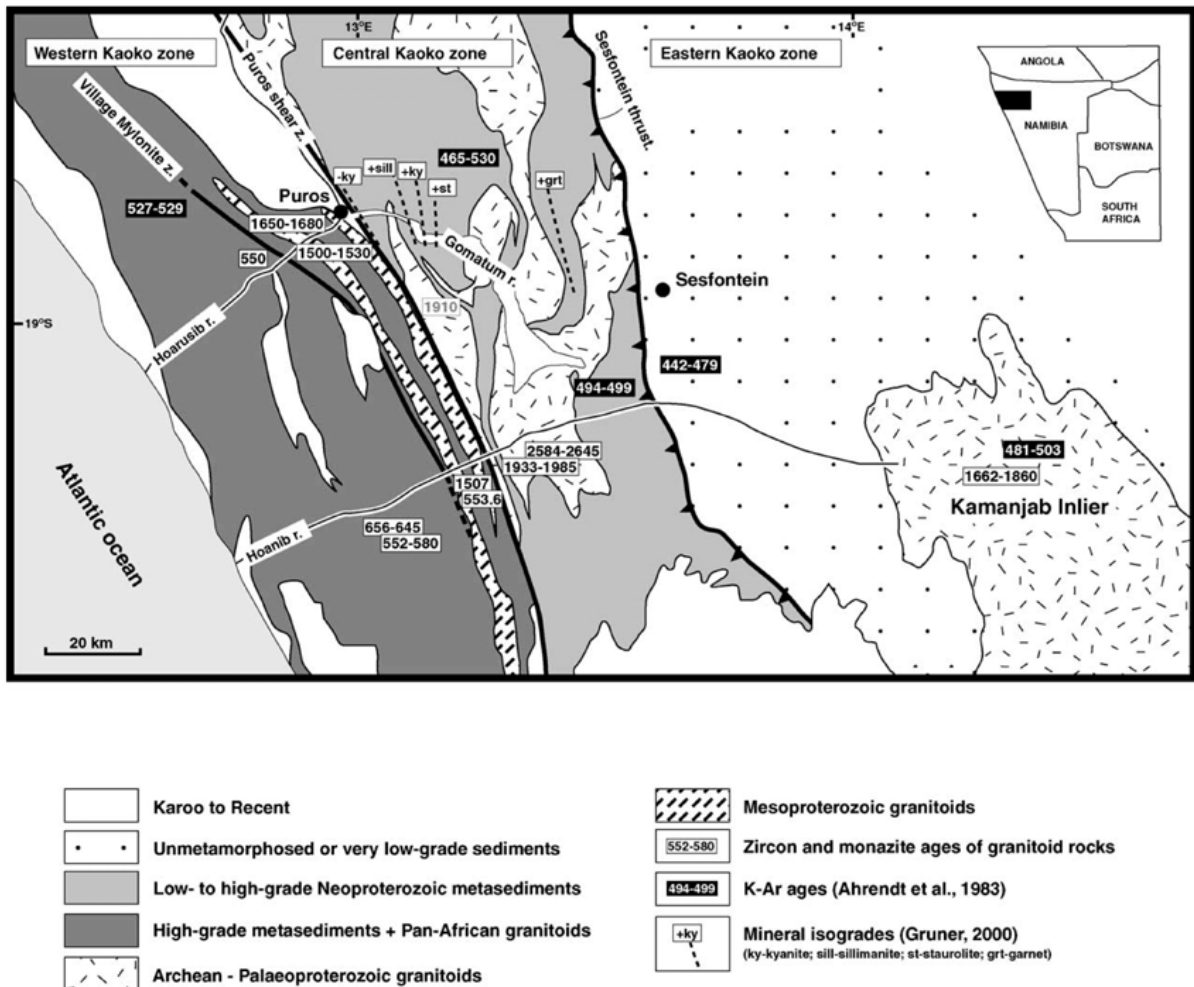 13°E
14°E
Western Kaoko zone
Central Kaoko zone
Eastern Kaoko zone
Puros shear z.
Sesfontein thrust.
Village Mylonite z.
ANGOLA
NAMIBIA
BOTSWANA
SOUTH
AFRICA
465-530
-ky
+sill
+ky
+st
+grt
Puros
527-529
1650-1680
1500-1530
550
Gomatum r.
Sesfontein
1910
19°S
Hoarusib r.
442-479
494-499
2584-2645
1933-1985
481-503
1662-1860
Kamanjab Inlier
1507
553.6
656-645
552-580
Hoanib r.
Atlantic ocean
20 km
Karoo to Recent
Unmetamorphosed or very low-grade sediments
Low- to high-grade Neoproterozoic metasediments
High-grade metasediments + Pan-African granitoids
Archean - Palaeoproterozoic granitoids
Mesoproterozoic granitoids
552-580
Zircon and monazite ages of granitoid rocks
494-499
K-Ar ages (Ahrendt et al., 1983)
+ky
Mineral isogrades (Gruner, 2000)
(ky-kyanite; sill-sillimanite; st-staurolite; grt-garnet)